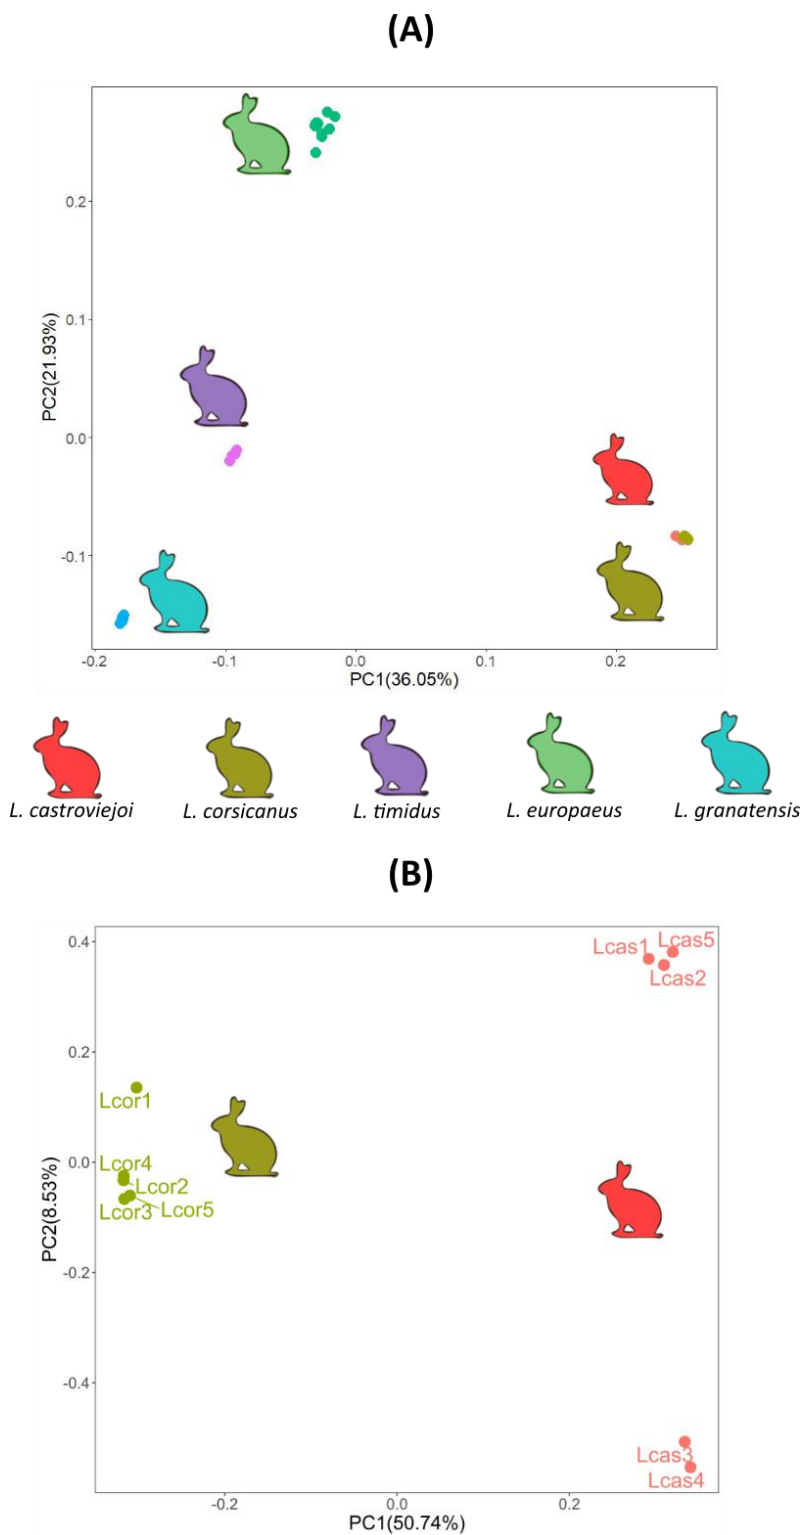 (A)
PC2(21.93%)
0.2
0.1
0.0
-0.1
-0.2
-0.1
0.0
0.1
0.2
PC1(36.05%)
L. castroviejoi
L. corsicanus
L. timidus
L. europaeus
L. granatensis
(B)
PC2(8.53%)
0.4
0.2
0.0
-0.2
-0.4
Lcas1
Lcas5
Lcas2
Lcor1
Lcor4
Lcor2
Lcor3
Lcor5
Lcas3
Lcas4
-0.2
0.0
0.2
PC1(50.74%)